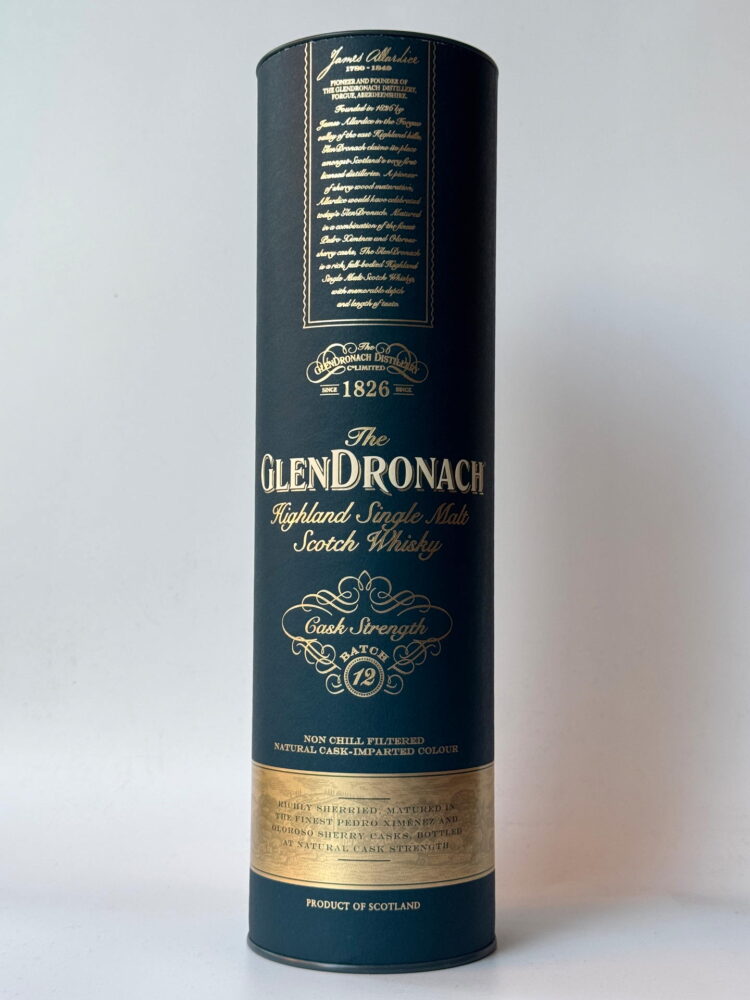 James Allardice
1780 - 1849
PIONEER AND FOUNDER OF
THE GLENDRONACH DISTILLERY,
FORGUE, ABERDEENSHIRE.
Founded in 1826 by
James Allardice in the Forgue
valley of the east Highland hills,
GlenDronach claims its place
amongst Scotland's very first
licensed distilleries. A pioneer
of sherry wood maturation,
Allardice would have celebrated
today's GlenDronach. Matured
in a combination of the finest
Pedro Ximénez and Oloroso
sherry casks, The GlenDronach
is a rich, full-bodied Highland
Single Malt Scotch Whisky,
with memorable depth
and length of taste.
The
GLENDRONACH DISTILLERY
Co LIMITED
SINCE 1826 SINCE
The
GLENDRONACH
Highland Single Malt
Scotch Whisky
Cask Strength
BATCH
12
NON CHILL FILTERED
NATURAL CASK-IMPARTED COLOUR
RICHLY SHERRIED, MATURED IN
THE FINEST PEDRO XIMÉNEZ AND
OLOROSO SHERRY CASKS, BOTTLED
AT NATURAL CASK STRENGTH
PRODUCT OF SCOTLAND